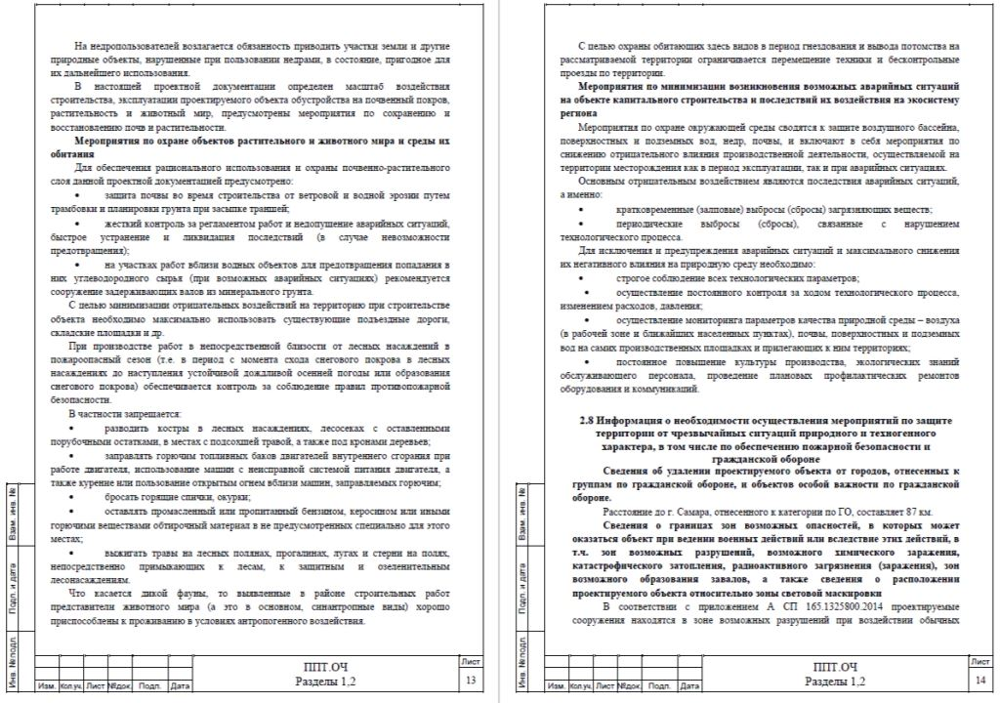 На недропользователей возлагается обязанность приводить участки земли и другие
природные объекты, нарушенные при пользовании недрами, в состояние, пригодное для
их дальнейшего использования.
В настоящей проектной документации определен масштаб воздействия
строительства, эксплуатации проектируемого объекта обустройства на почвенный покров,
растительность и животный мир, предусмотрены мероприятия по сохранению и
восстановлению почв и растительности.
Мероприятия по охране объектов растительного и животного мира и среды их
обитания
Для обеспечения рационального использования и охраны почвенно-растительного
слоя данной проектной документацией предусмотрено:
• защита почвы во время строительства от ветровой и водной эрозии путем
трамбовки и планировки грунта при засыпке траншей;
• жесткий контроль за регламентом работ и недопущение аварийных ситуаций,
быстрое устранение и ликвидация последствий (в случае невозможности
предотвращения);
• на участках работ вблизи водных объектов для предотвращения попадания в
них углеводородного сырья (при возможных аварийных ситуациях) рекомендуется
сооружение задерживающих валов из минерального грунта.
С целью минимизации отрицательных воздействий на территорию при строительстве
объекта необходимо максимально использовать существующие подъездные дороги,
складские площадки и др.
При производстве работ в непосредственной близости от лесных насаждений в
пожароопасный сезон (т.е. в период с момента схода снегового покрова в лесных
насаждениях до наступления устойчивой дождливой осенней погоды или образования
снегового покрова) обеспечивается контроль за соблюдение правил противопожарной
безопасности.
В частности запрещается:
• разводить костры в лесных насаждениях, лесосеках с оставленными
порубочными остатками, в местах с подсохшей травой, а также под кронами деревьев;
• заправлять горючим топливных баков двигателей внутреннего сгорания при
работе двигателя, использование машин с неисправной системой питания двигателя, а
также курение или пользование открытым огнем вблизи машин, заправляемых горючим;
• бросать горящие спички, окурки;
• оставлять промасленный или пропитанный бензином, керосином или иными
горючими веществами обтирочный материал в не предусмотренных специально для этого
местах;
• выжигать травы на лесных полянах, прогалинах, лугах и стерни на полях,
непосредственно примыкающих к лесам, к защитным и озеленительным
лесонасаждениям.
Что касается дикой фауны, то выявленные в районе строительных работ
представители животного мира (а это в основном, синантропные виды) хорошо
приспособлены к проживанию в условиях антропогенного воздействия.
Взам. инв. №
Подп. и дата
Инв. № подл.
Изм. Кол.уч. Лист №док. Подп. Дата
ППТ.ОЧ
Разделы 1,2
Лист
13
С целью охраны обитающих здесь видов в период гнездования и вывода потомства на
рассматриваемой территории ограничивается перемещение техники и бесконтрольные
проезды по территории.
Мероприятия по минимизации возникновения возможных аварийных ситуаций
на объекте капитального строительства и последствий их воздействия на экосистему
региона
Мероприятия по охране окружающей среды сводятся к защите воздушного бассейна,
поверхностных и подземных вод, недр, почвы, и включают в себя мероприятия по
снижению отрицательного влияния производственной деятельности, осуществляемой на
территории месторождения как в период эксплуатации, так и при аварийных ситуациях.
Основным отрицательным воздействием являются последствия аварийных ситуаций,
а именно:
• кратковременные (залповые) выбросы (сбросы) загрязняющих веществ;
• периодические выбросы (сбросы), связанные с нарушением
технологического процесса.
Для исключения и предупреждения аварийных ситуаций и максимального снижения
их негативного влияния на природную среду необходимо:
• строгое соблюдение всех технологических параметров;
• осуществление постоянного контроля за ходом технологического процесса,
изменением расходов, давления;
• осуществление мониторинга параметров качества природной среды – воздуха
(в рабочей зоне и ближайших населенных пунктах), почвы, поверхностных и подземных
вод на самих производственных площадках и прилегающих к ним территориях;
• постоянное повышение культуры производства, экологических знаний
обслуживающего персонала, проведение плановых профилактических ремонтов
оборудования и коммуникаций.
2.8 Информация о необходимости осуществления мероприятий по защите
территории от чрезвычайных ситуаций природного и техногенного
характера, в том числе по обеспечению пожарной безопасности и
гражданской обороне
Сведения об удалении проектируемого объекта от городов, отнесенных к
группам по гражданской обороне, и объектов особой важности по гражданской
обороне.
Расстояние до г. Самара, отнесенного к категории по ГО, составляет 87 км.
Сведения о границах зон возможных опасностей, в которых может
оказаться объект при ведении военных действий или вследствие этих действий, в
т.ч. зон возможных разрушений, возможного химического заражения,
катастрофического затопления, радиоактивного загрязнения (заражения), зон
возможного образования завалов, а также сведения о расположении
проектируемого объекта относительно зоны световой маскировки
В соответствии с приложением А СП 165.1325800.2014 проектируемые
сооружения находятся в зоне возможных разрушений при воздействии обычных
Взам. инв. №
Подп. и дата
Инв. № подл.
Изм. Кол.уч. Лист №док. Подп. Дата
ППТ.ОЧ
Разделы 1,2
Лист
14